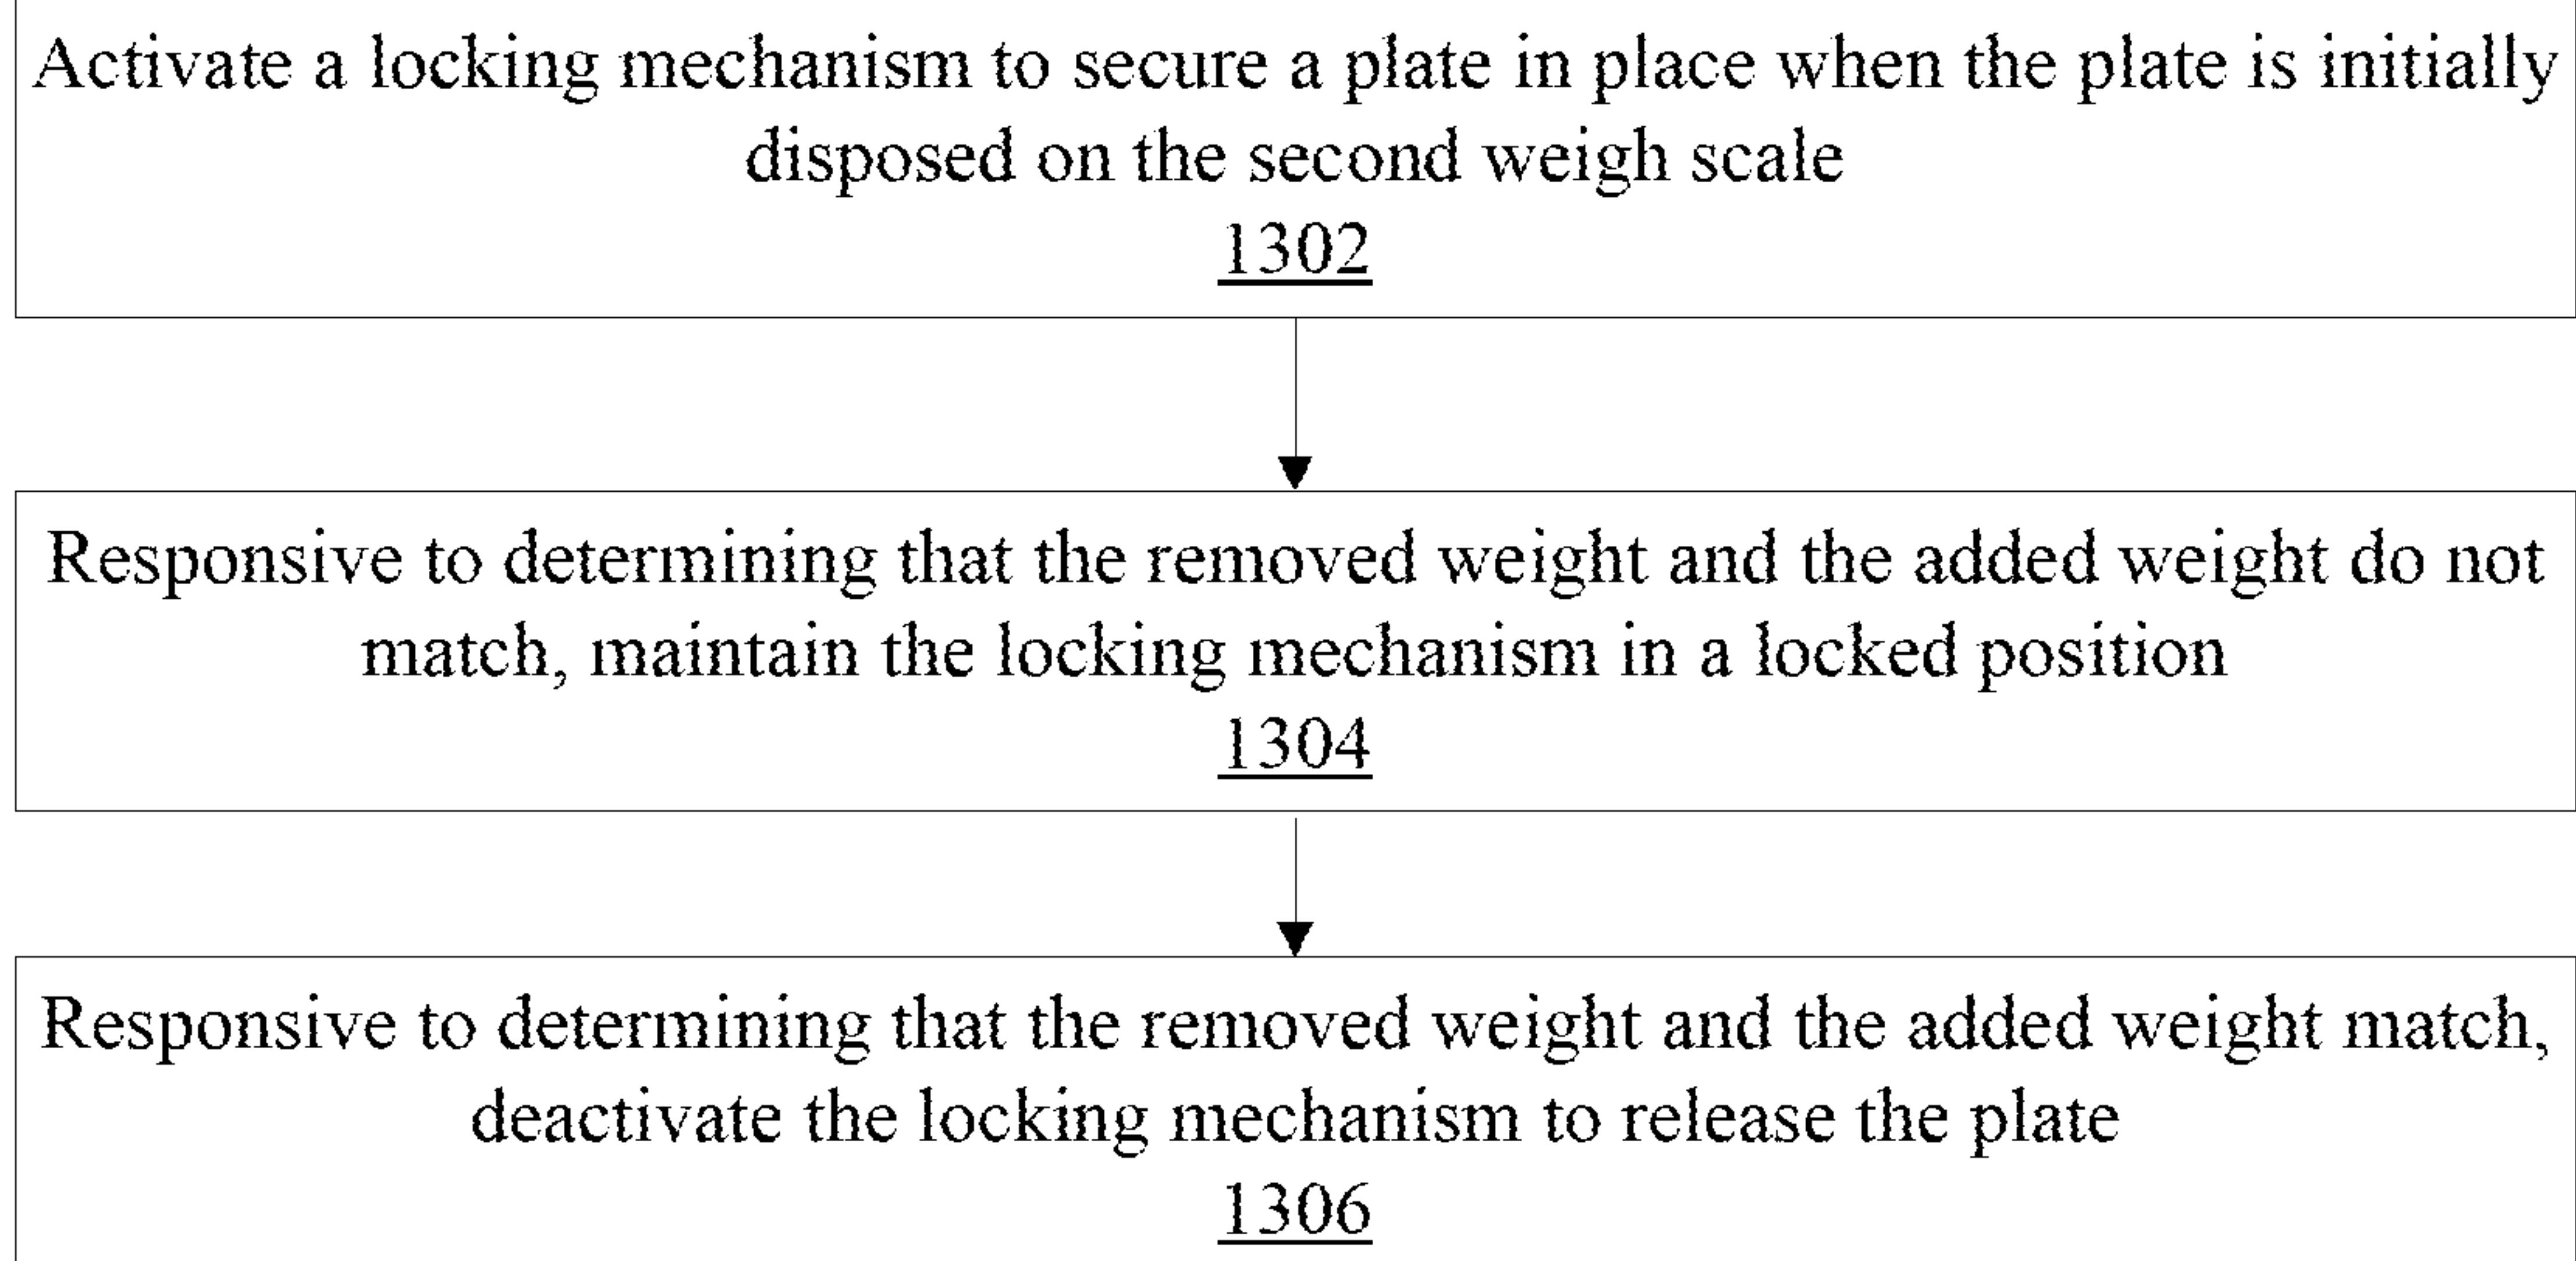 Activate a locking mechanism to secure a plate in place when the plate is initially
disposed on the second weigh scale
1302
Responsive to determining that the removed weight and the added weight do not
match, maintain the locking mechanism in a locked position
1304
Responsive to determining that the removed weight and the added weight match,
deactivate the locking mechanism to release the plate
1306